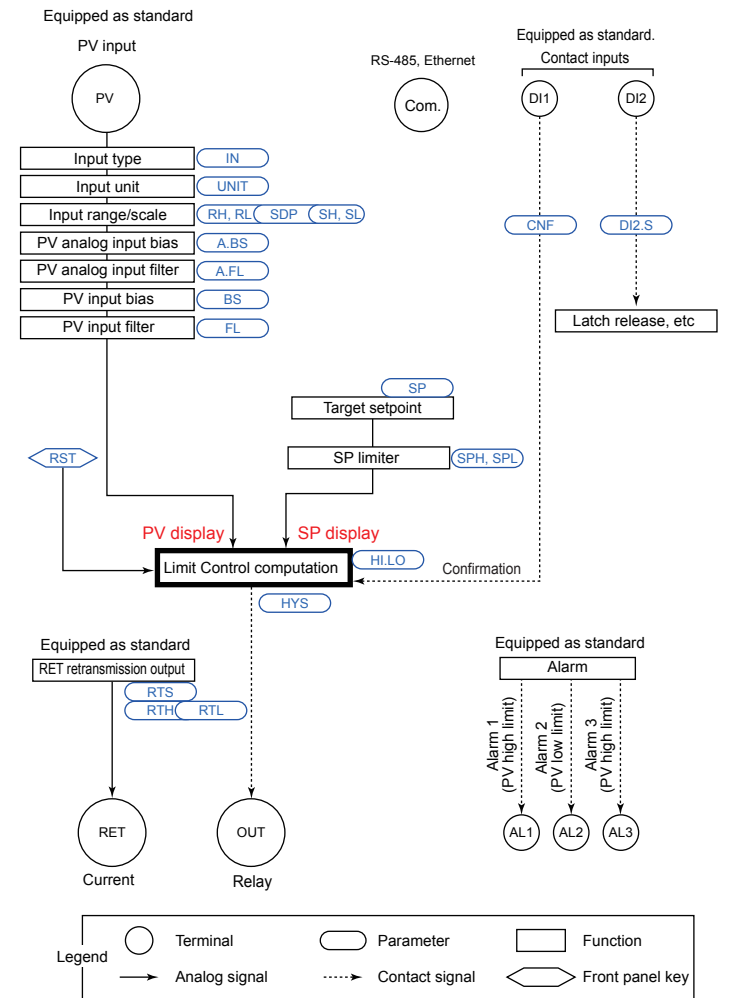 Equipped as standard
PV input
PV
Input type
IN
Input unit
UNIT
Input range/scale
RH, RL
SDP
SH, SL
PV analog input bias
A.BS
PV analog input filter
A.FL
PV input bias
BS
PV input filter
FL
RS-485, Ethernet
Com.
Equipped as standard.
Contact inputs
DI1
DI2
CNF
DI2.S
Latch release, etc
SP
Target setpoint
SP limiter
SPH, SPL
RST
PV display
SP display
Limit Control computation
HI.LO
Confirmation
HYS
Equipped as standard
RET retransmission output
RTS
RTH
RTL
RET
Current
OUT
Relay
Equipped as standard
Alarm
Alarm 1
(PV high limit)
Alarm 2
(PV low limit)
Alarm 3
(PV high limit)
AL1
AL2
AL3
Legend
Terminal
Parameter
Function
Analog signal
Contact signal
Front panel key